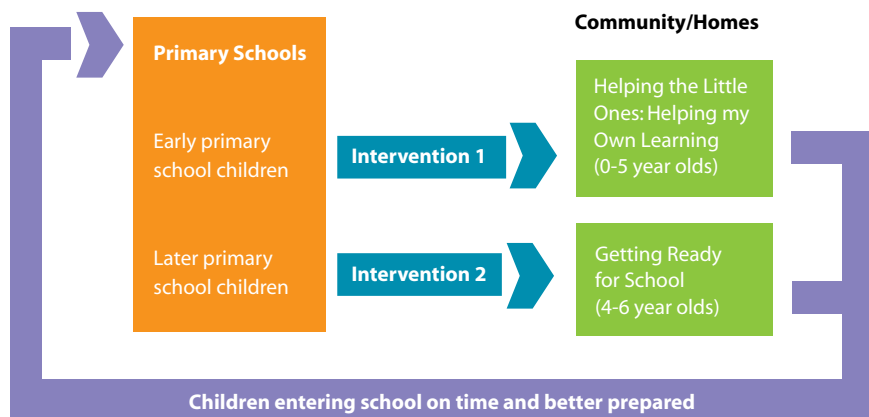 Community/Homes
Primary Schools
Early primary
school children
Later primary
school children
Intervention 1
Intervention 2
Helping the Little
Ones: Helping my
Own Learning
(0-5 year olds)
Getting Ready
for School
(4-6 year olds)
Children entering school on time and better prepared